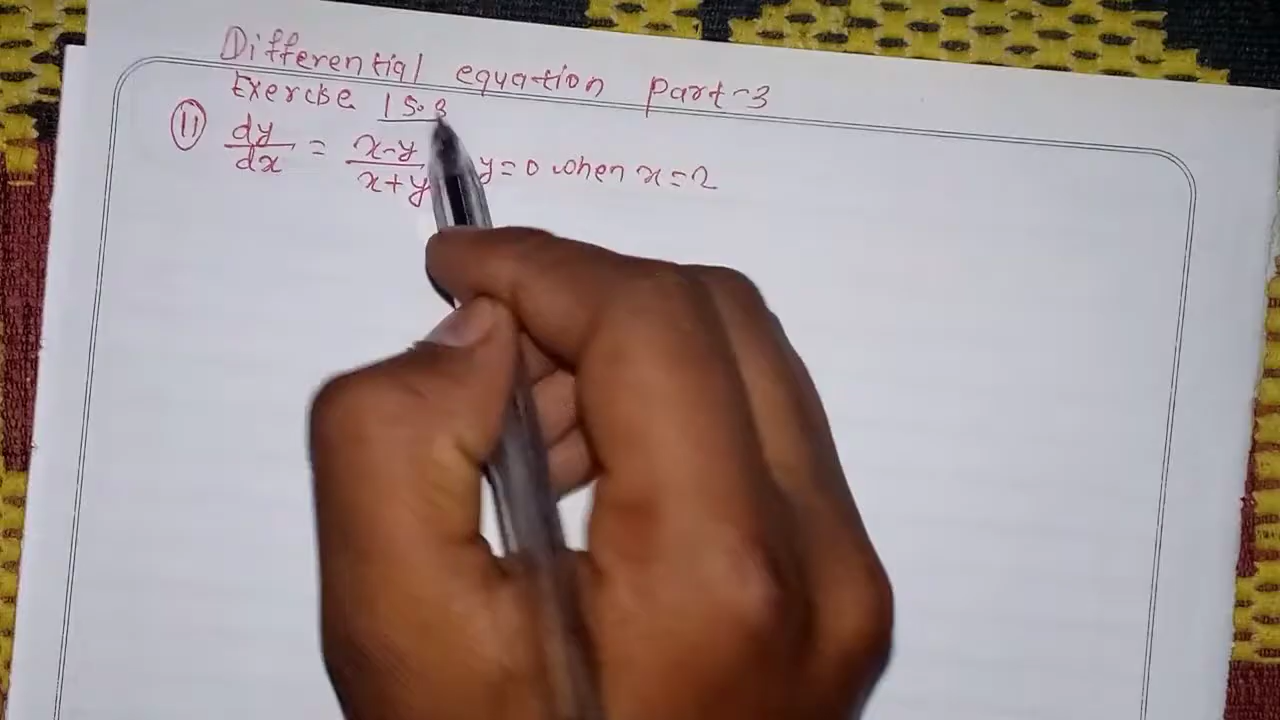 Differential equation part-3
Exercise 15.3
(11) dy/dx = x-y/x+y y=0 when x=2